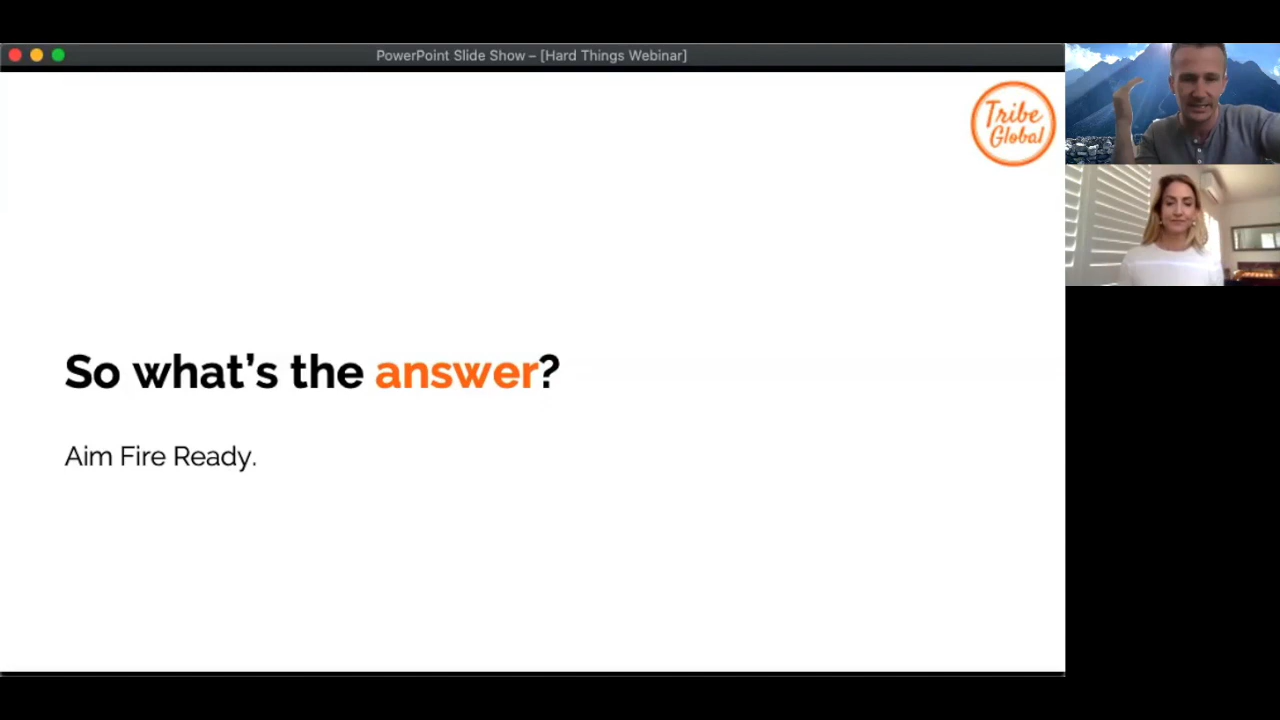 PowerPoint Slide Show – [Hard Things Webinar]
Tribe
Global
So what's the answer?
Aim Fire Ready.